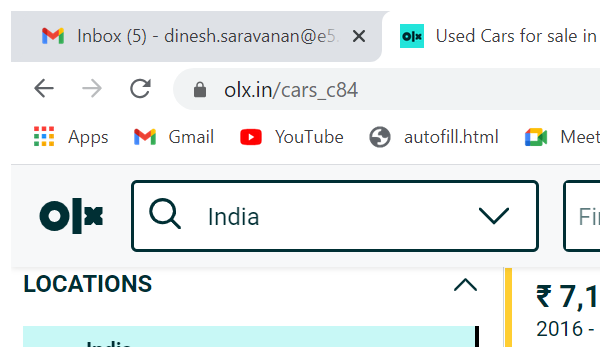 Inbox (5) - dinesh.saravanan@e5
olx Used Cars for sale in
olx.in/cars_c84
Apps Gmail YouTube autofill.html Meet
olx India Fi
LOCATIONS
₹ 7,1
2016 -
India